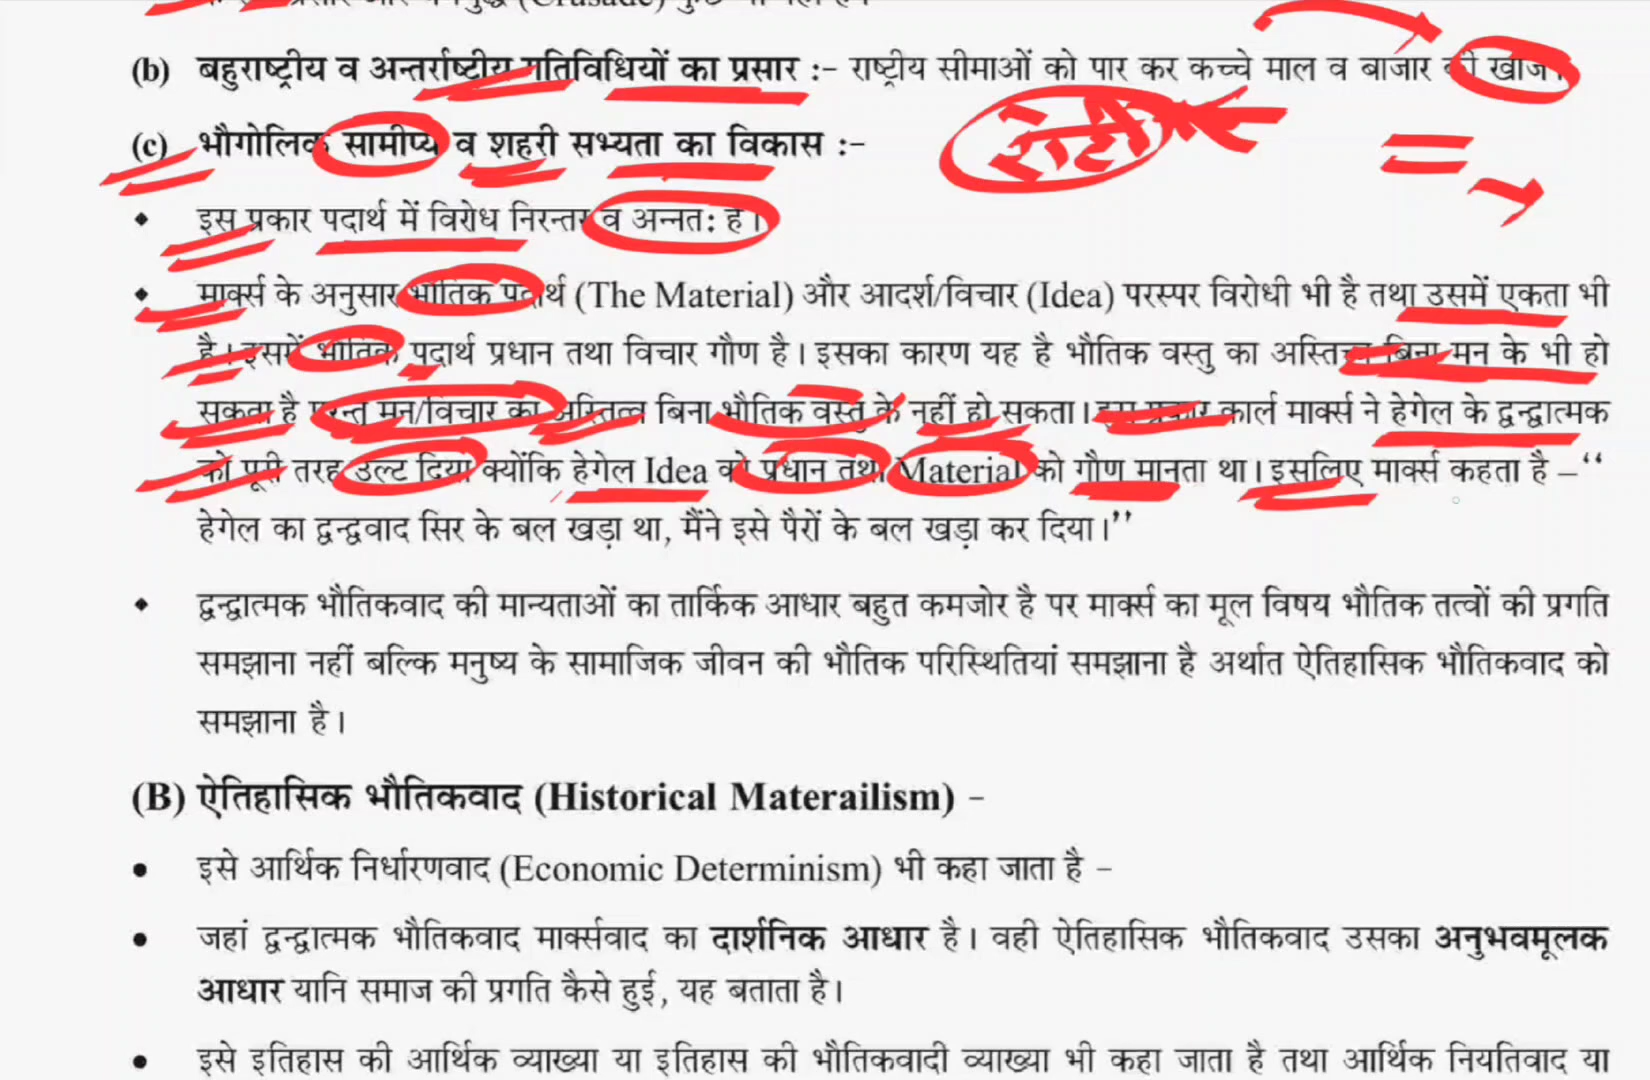 (Crusade)
(b) बहुराष्ट्रीय व अन्तर्राष्टीय गतिविधियों का प्रसार :- राष्ट्रीय सीमाओं को पार कर कच्चे माल व बाजार की खोज।
(c) भौगोलिक सामीप्य व शहरी सभ्यता का विकास :-
रोटी
इस प्रकार पदार्थ में विरोध निरन्तर व अन्नत: है।
मार्क्स के अनुसार भौतिक पदार्थ (The Material) और आदर्श/विचार (Idea) परस्पर विरोधी भी है तथा उसमें एकता भी
है। इसमें भौतिक पदार्थ प्रधान तथा विचार गौण है। इसका कारण यह है भौतिक वस्तु का अस्तित्व बिना मन के भी हो
सकता है परन्तु मन/विचार का अस्तित्व बिना भौतिक वस्तु के नहीं हो सकता। इस प्रकार कार्ल मार्क्स ने हेगेल के द्वन्द्वात्मक
को पूरी तरह उल्ट दिया क्योंकि हेगेल Idea को प्रधान तथा Material को गौण मानता था। इसलिए मार्क्स कहता है –“
हेगेल का द्वन्द्ववाद सिर के बल खड़ा था, मैंने इसे पैरों के बल खड़ा कर दिया।”
द्वन्द्वात्मक भौतिकवाद की मान्यताओं का तार्किक आधार बहुत कमजोर है पर मार्क्स का मूल विषय भौतिक तत्वों की प्रगति
समझाना नहीं बल्कि मनुष्य के सामाजिक जीवन की भौतिक परिस्थितियां समझाना है अर्थात ऐतिहासिक भौतिकवाद को
समझाना है।
(B) ऐतिहासिक भौतिकवाद (Historical Materailism) –
इसे आर्थिक निर्धारणवाद (Economic Determinism) भी कहा जाता है –
जहां द्वन्द्वात्मक भौतिकवाद मार्क्सवाद का दार्शनिक आधार है। वही ऐतिहासिक भौतिकवाद उसका अनुभवमूलक
आधार यानि समाज की प्रगति कैसे हुई, यह बताता है।
इसे इतिहास की आर्थिक व्याख्या या इतिहास की भौतिकवादी व्याख्या भी कहा जाता है तथा आर्थिक नियतिवाद या